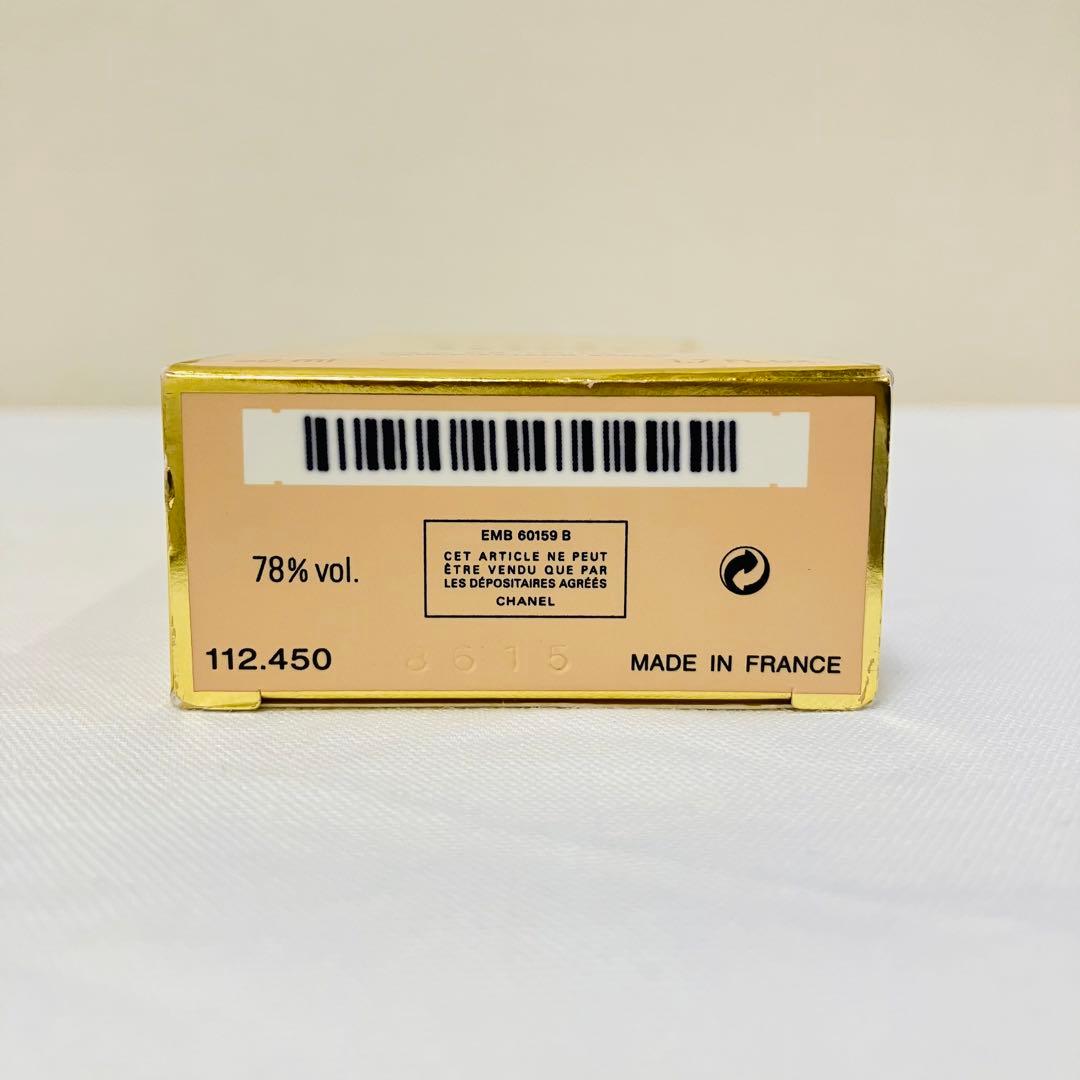 78% vol.
EMB 60159 B
CET ARTICLE NE PEUT
ÊTRE VENDU QUE PAR
LES DÉPOSITAIRES AGRÉÉS
CHANEL
112.450
MADE IN FRANCE